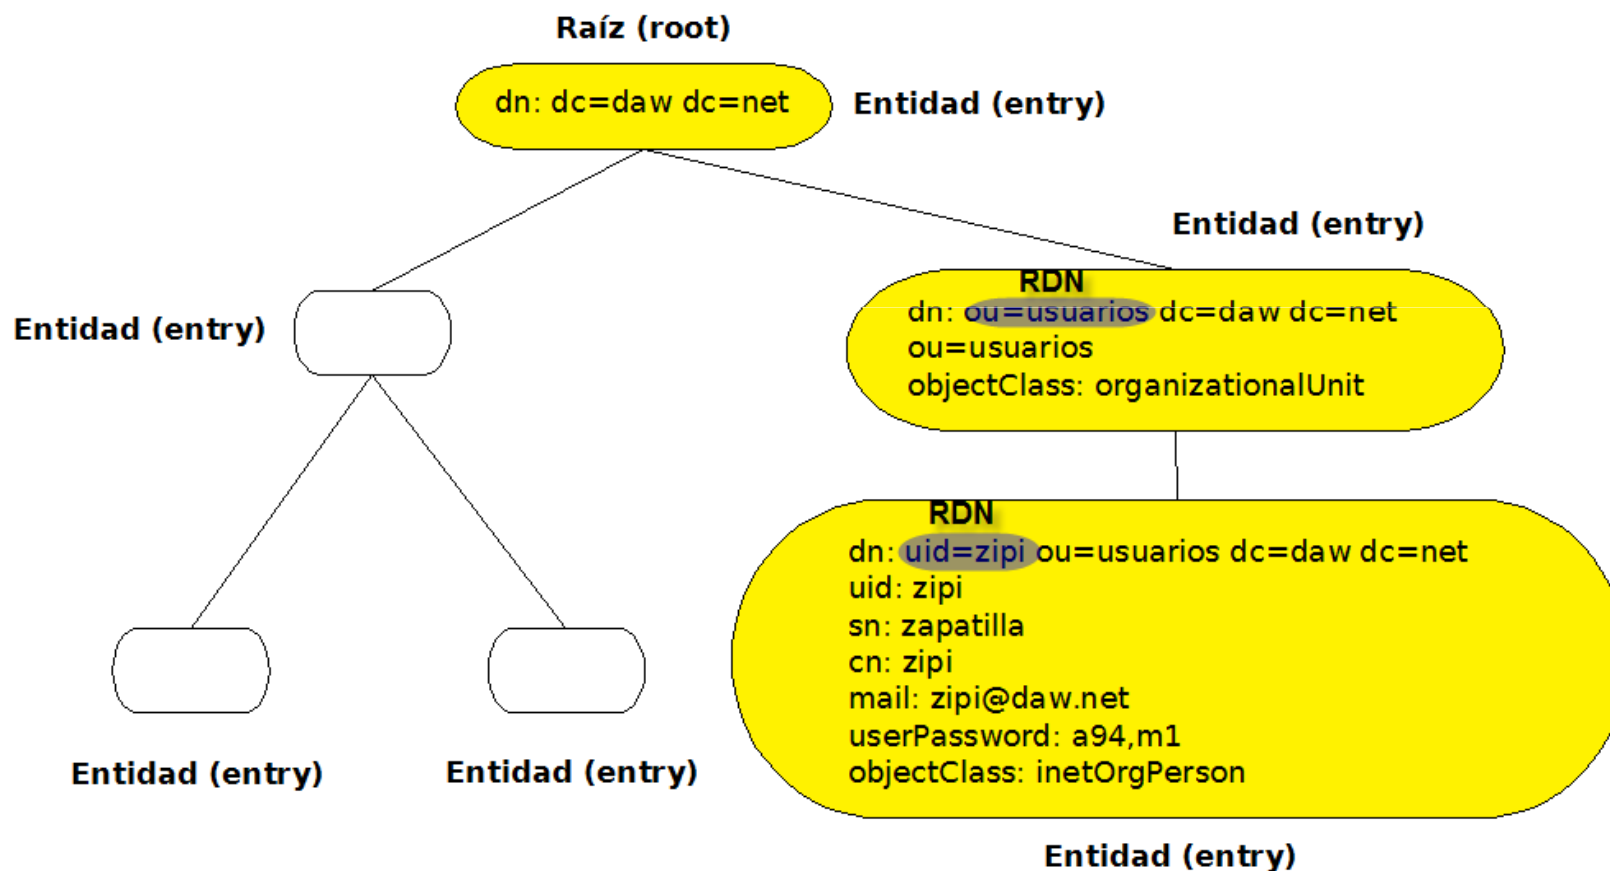 Raíz (root)
dn: dc=daw dc=net
Entidad (entry)
Entidad (entry)
RDN
dn: ou=usuarios dc=daw dc=net
ou=usuarios
objectClass: organizationalUnit
Entidad (entry)
RDN
dn: uid=zipi ou=usuarios dc=daw dc=net
uid: zipi
sn: zapatilla
cn: zipi
mail: zipi@daw.net
userPassword: a94,m1
objectClass: inetOrgPerson
Entidad (entry)
Entidad (entry)
Entidad (entry)